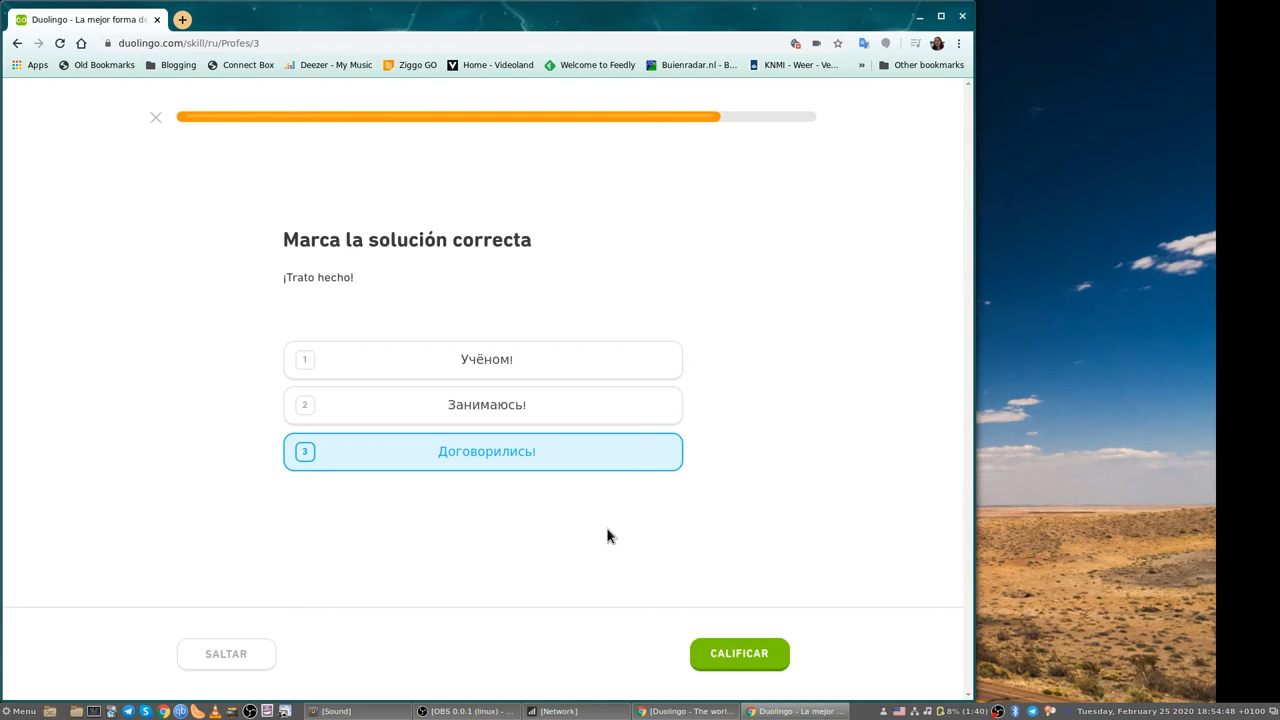 Duolingo - La mejor forma de
duolingo.com/skill/ru/Profes/3
Apps Old Bookmarks Blogging Connect Box Deezer - My Music Ziggo GO Home - Videoland Welcome to Feedly Buienradar.nl - B... KNMI - Weer - Ve... » Other bookmarks
Marca la solución correcta
¡Trato hecho!
1 Учёном!
2 Занимаюсь!
3 Договорились!
SALTAR CALIFICAR
Menu [Sound] [OBS 0.0.1 (linux) - ... [Network] [Duolingo - The worl... Duolingo - La mejor ... 8% (1:40) Tuesday, February 25 2020 18:54:48 +0100